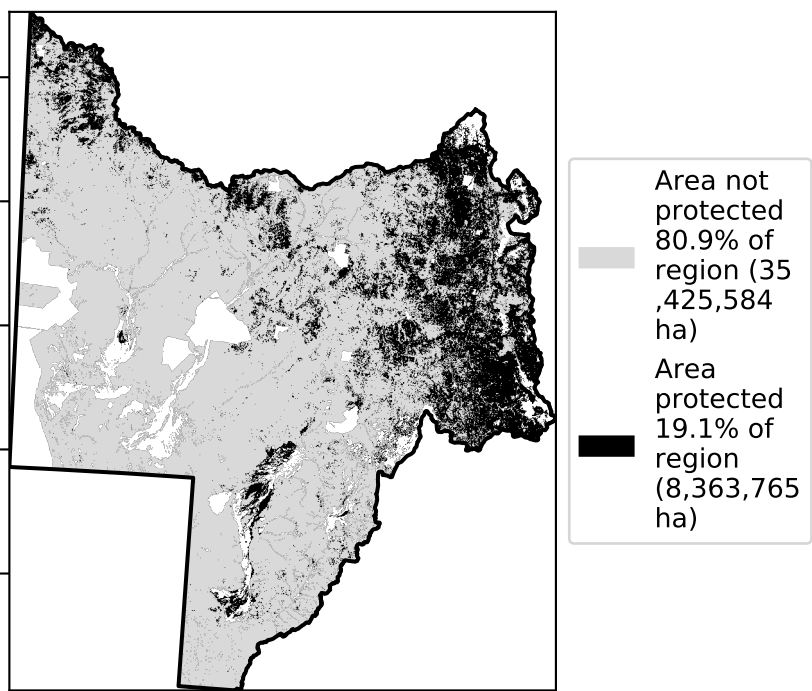 Area not
protected
80.9% of
region (35
,425,584
ha)
Area
protected
19.1% of
region
(8,363,765
ha)